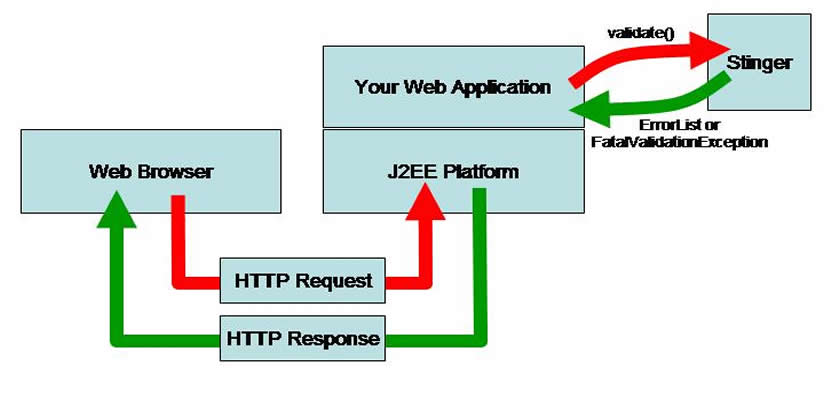 validate()
Stinger
Your Web Application
ErrorList or
FatalValidationException
Web Browser
J2EE Platform
HTTP Request
HTTP Response